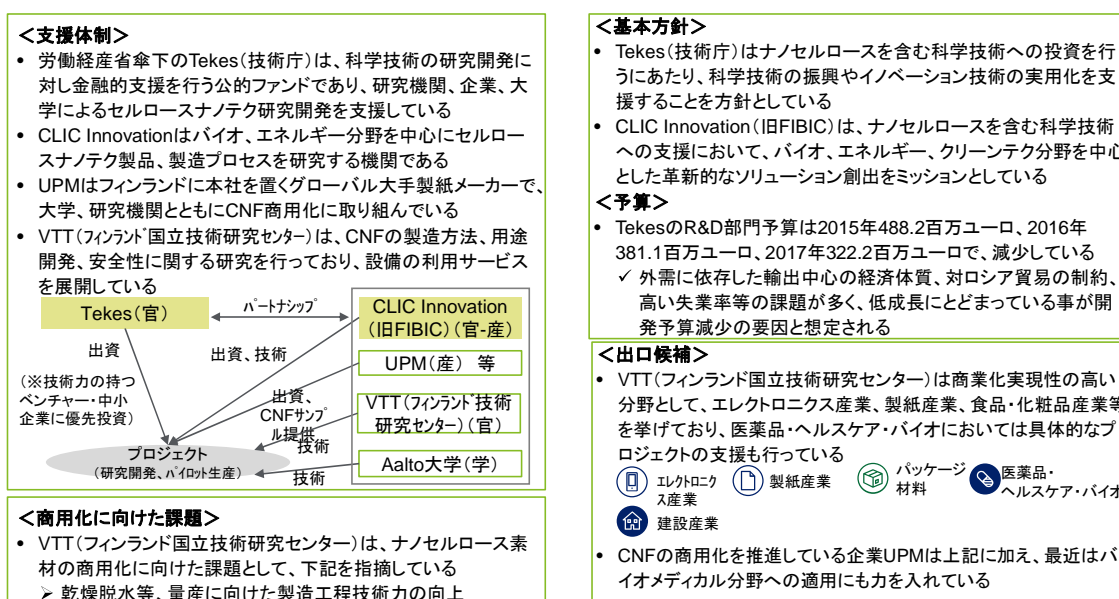 ＜支援体制＞
• 労働経産省傘下のTekes（技術庁）は、科学技術の研究開発に
対し金融的支援を行う公的ファンドであり、研究機関、企業、大
学によるセルロースナノテク研究開発を支援している
• CLIC Innovationはバイオ、エネルギー分野を中心にセルロー
スナノテク製品、製造プロセスを研究する機関である
• UPMはフィンランドに本社を置くグローバル大手製紙メーカーで、
大学、研究機関とともにCNF商用化に取り組んでいる
• VTT（ﾌｨﾝﾗﾝﾄﾞ国立技術研究ｾﾝﾀｰ）は、CNFの製造方法、用途
開発、安全性に関する研究を行っており、設備の利用サービス
を展開している
Tekes（官）
ﾊﾟｰﾄﾅｼｯﾌﾟ
CLIC Innovation
（旧FIBIC）（官-産）
出資
出資、技術
UPM（産） 等
（※技術力の持つ
ベンチャー・中小
企業に優先投資）
出資、
CNFｻﾝﾌﾟ
ﾙ提供
VTT（ﾌｨﾝﾗﾝﾄﾞ技術
研究ｾﾝﾀｰ）（官）
技術
プロジェクト
（研究開発、ﾊﾟｲﾛｯﾄ生産）
技術
Aalto大学（学）
＜商用化に向けた課題＞
• VTT（フィンランド国立技術研究センター）は、ナノセルロース素
材の商用化に向けた課題として、下記を指摘している
➢ 乾燥脱水等、量産に向けた製造工程技術力の向上
＜基本方針＞
• Tekes（技術庁）はナノセルロースを含む科学技術への投資を行
うにあたり、科学技術の振興やイノベーション技術の実用化を支
援することを方針としている
• CLIC Innovation（旧FIBIC）は、ナノセルロースを含む科学技術
への支援において、バイオ、エネルギー、クリーンテク分野を中心
とした革新的なソリューション創出をミッションとしている
＜予算＞
• TekesのR&D部門予算は2015年488.2百万ユーロ、2016年
381.1百万ユーロ、2017年322.2百万ユーロで、減少している
✓ 外需に依存した輸出中心の経済体質、対ロシア貿易の制約、
高い失業率等の課題が多く、低成長にとどまっている事が開
発予算減少の要因と想定される
＜出口候補＞
• VTT（フィンランド国立技術研究センター）は商業化実現性の高い
分野として、エレクトロニクス産業、製紙産業、食品・化粧品産業等
を挙げており、医薬品・ヘルスケア・バイオにおいては具体的なプ
ロジェクトの支援も行っている
ｴﾚｸﾄﾛﾆｸ
ｽ産業
製紙産業
パッケージ
材料
医薬品・
ヘルスケア・バイオ
建設産業
• CNFの商用化を推進している企業UPMは上記に加え、最近はバ
イオメディカル分野への適用にも力を入れている